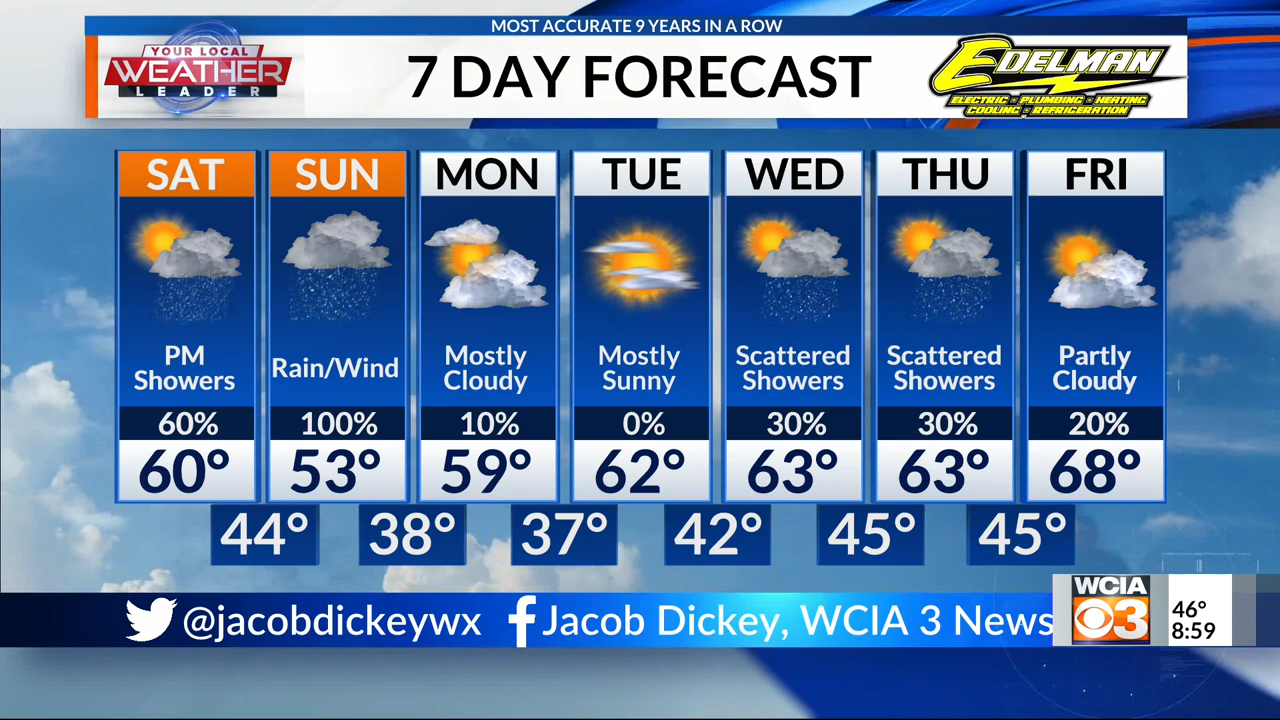 MOST ACCURATE 9 YEARS IN A ROW
YOUR LOCAL
WEATHER
LEADER
7 DAY FORECAST
EDELMAN
ELECTRIC - PLUMBING - HEATING
COOLING - REFRIGERATION
SAT SUN MON TUE WED THU FRI
PM Showers
Rain/Wind
Mostly Cloudy
Mostly Sunny
Scattered Showers
Scattered Showers
Partly Cloudy
60% 100% 10% 0% 30% 30% 20%
60° 53° 59° 62° 63° 63° 68°
44° 38° 37° 42° 45° 45°
@jacobdickeywx Jacob Dickey, WCIA 3 News
WCIA
3
46°
8:59